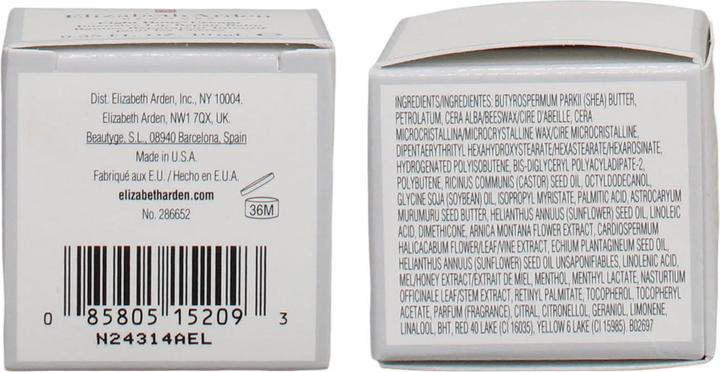 Elizabeth Arden
Dist. Elizabeth Arden, Inc., NY 10004.
Elizabeth Arden, NW1 7QX, UK.
Beautyge, S.L., 08940 Barcelona, Spain
Made in U.S.A.
Fabriqué aux E.U. / Hecho en E.U.A.
elizabetharden.com
No. 286652
36M
0 85805 15209 3
N24314AEL
INGREDIENTS/INGREDIENTES: BUTYROSPERMUM PARKII (SHEA) BUTTER,
PETROLATUM, CERA ALBA/BEESWAX/CIRE D'ABEILLE, CERA
MICROCRISTALLINA/MICROCRYSTALLINE WAX/CIRE MICROCRISTALLINE,
DIPENTAERYTHRITYL HEXAHYDROXYSTEARATE/HEXASTEARATE/HEXAROSINATE,
HYDROGENATED POLYISOBUTENE, BIS-DIGLYCERYL POLYACYLADIPATE-2,
POLYBUTENE, RICINUS COMMUNIS (CASTOR) SEED OIL, OCTYLDODECANOL,
GLYCINE SOJA (SOYBEAN) OIL, ISOPROPYL MYRISTATE, PALMITIC ACID, ASTROCARYUM
MURUMURU SEED BUTTER, HELIANTHUS ANNUUS (SUNFLOWER) SEED OIL, LINOLEIC
ACID, DIMETHICONE, ARNICA MONTANA FLOWER EXTRACT, CARDIOSPERMUM
HALICACABUM FLOWER/LEAF/VINE EXTRACT, ECHIUM PLANTAGINEUM SEED OIL,
HELIANTHUS ANNUUS (SUNFLOWER) SEED OIL UNSAPONIFIABLES, LINOLENIC ACID,
MEL/HONEY EXTRACT/EXTRAIT DE MIEL, MENTHOL, MENTHYL LACTATE, NASTURTIUM
OFFICINALE LEAF/STEM EXTRACT, RETINYL PALMITATE, TOCOPHEROL, TOCOPHERYL
ACETATE, PARFUM (FRAGRANCE), CITRAL, CITRONELLOL, GERANIOL, LIMONENE,
LINALOOL, BHT, RED 40 LAKE (CI 16035), YELLOW 6 LAKE (CI 15985). B02697